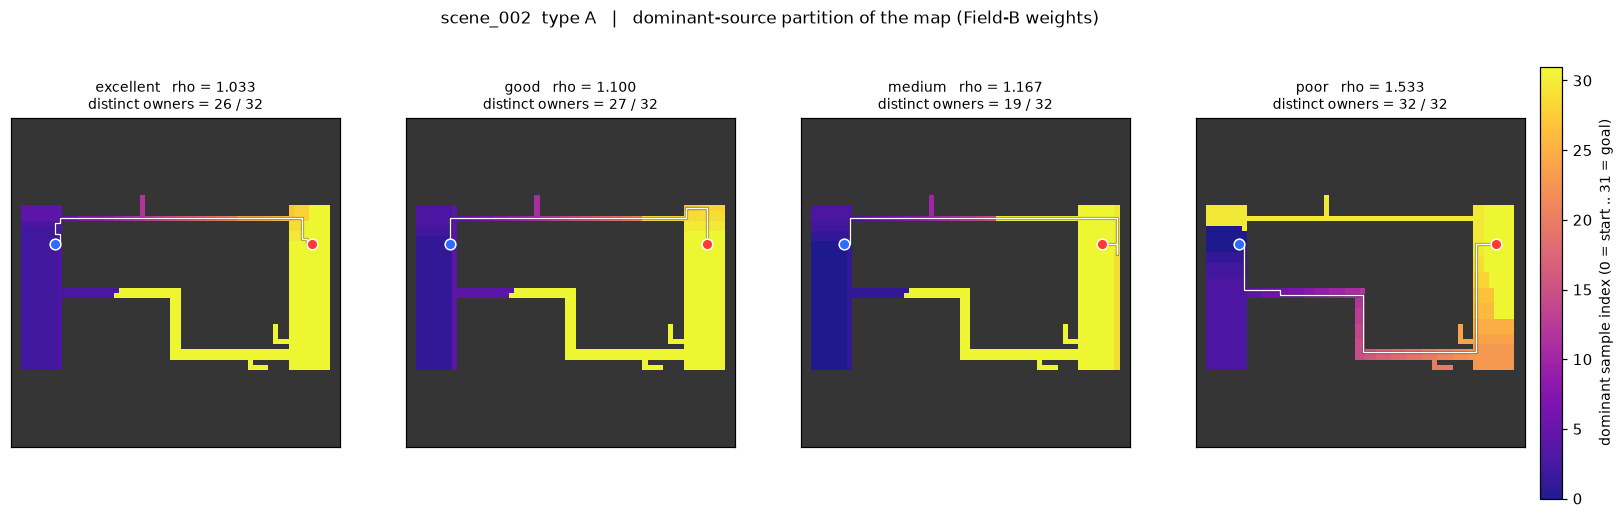 scene_002  type A   |   dominant-source partition of the map (Field-B weights)
excellent   rho = 1.033
distinct owners = 26 / 32
good   rho = 1.100
distinct owners = 27 / 32
medium   rho = 1.167
distinct owners = 19 / 32
poor   rho = 1.533
distinct owners = 32 / 32
30
25
20
15
10
5
0
dominant sample index (0 = start .. 31 = goal)